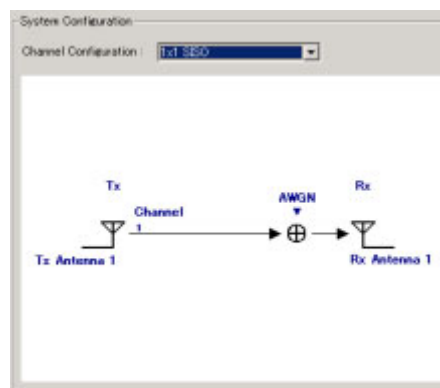 System Configuration
Channel Configuration :
1x1 SISO
Tx
Rx
AWGN
Channel
1
Tx Antenna 1
Rx Antenna 1